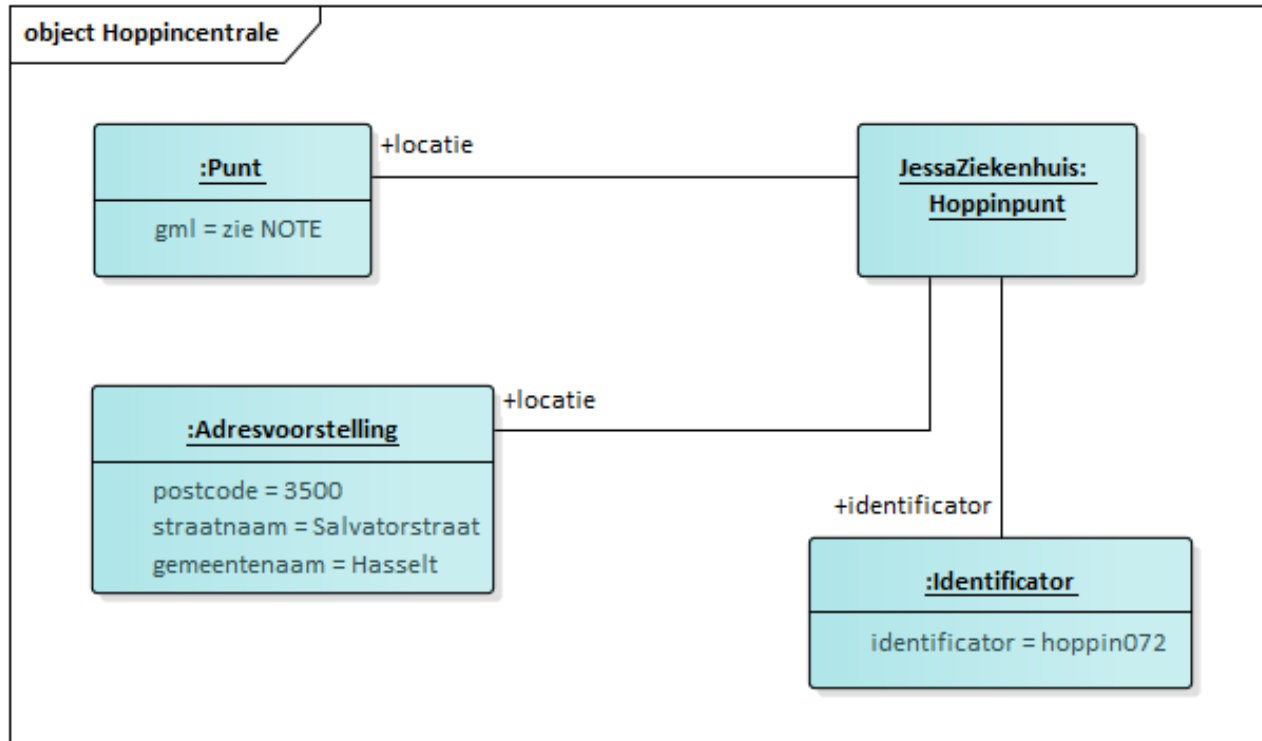 object Hoppincentrale
+locatie
:Punt
gml = zie NOTE
JessaZiekenhuis:
Hoppinpunt
+locatie
:Adresvoorstelling
postcode = 3500
straatnaam = Salvatorstraat
gemeentenaam = Hasselt
+identificator
:Identificator
identificator = hoppin072